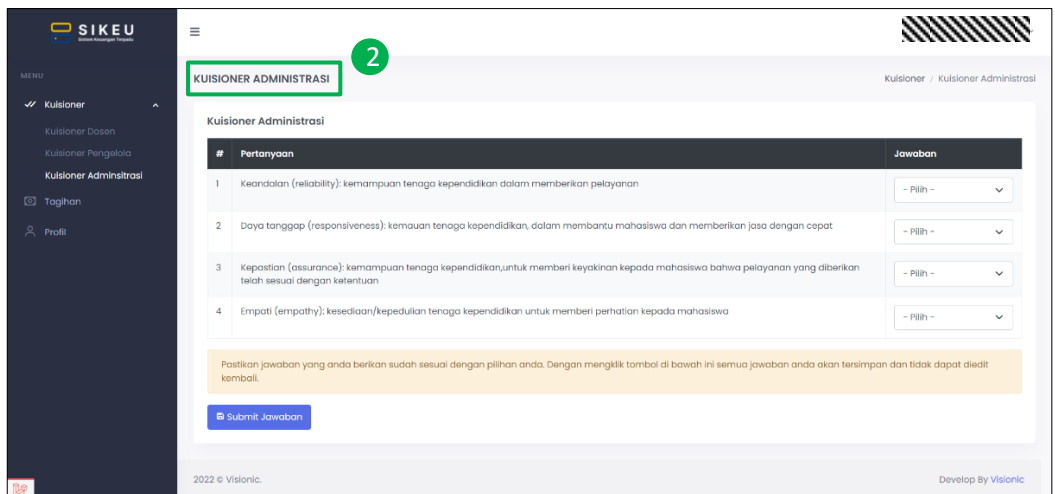 SIKEU
Sistem Keuangan Terpadu
2
MENU
KUISIONER ADMINISTRASI
Kuisioner / Kuisioner Administrasi
Kuisioner
Kuisioner Dosen
Kuisioner Pengelola
Kuisioner Adminsitrasi
Tagihan
Profil
Kuisioner Administrasi
# Pertanyaan Jawaban
1 Keandalan (reliability): kemampuan tenaga kependidikan dalam memberikan pelayanan - Pilih -
2 Daya tanggap (responsiveness): kemauan tenaga kependidikan, dalam membantu mahasiswa dan memberikan jasa dengan cepat - Pilih -
3 Kepastian (assurance): kemampuan tenaga kependidikan,untuk memberi keyakinan kepada mahasiswa bahwa pelayanan yang diberikan
telah sesuai dengan ketentuan - Pilih -
4 Empati (empathy): kesediaan/kepedulian tenaga kependidikan untuk memberi perhatian kepada mahasiswa - Pilih -
Pastikan jawaban yang anda berikan sudah sesuai dengan pilihan anda. Dengan mengklik tombol di bawah ini semua jawaban anda akan tersimpan dan tidak dapat diedit
kembali.
Submit Jawaban
2022 © Visionic.
Develop By Visionic